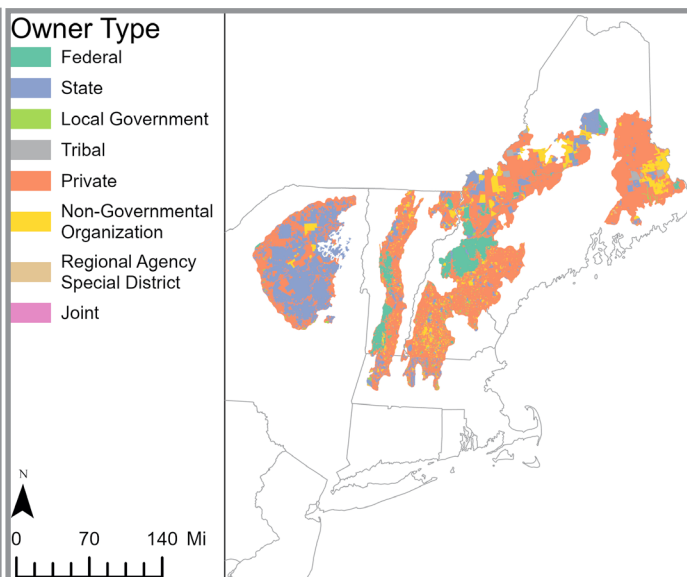 Owner Type
Federal
State
Local Government
Tribal
Private
Non-Governmental
Organization
Regional Agency
Special District
Joint
N
0 70 140 Mi